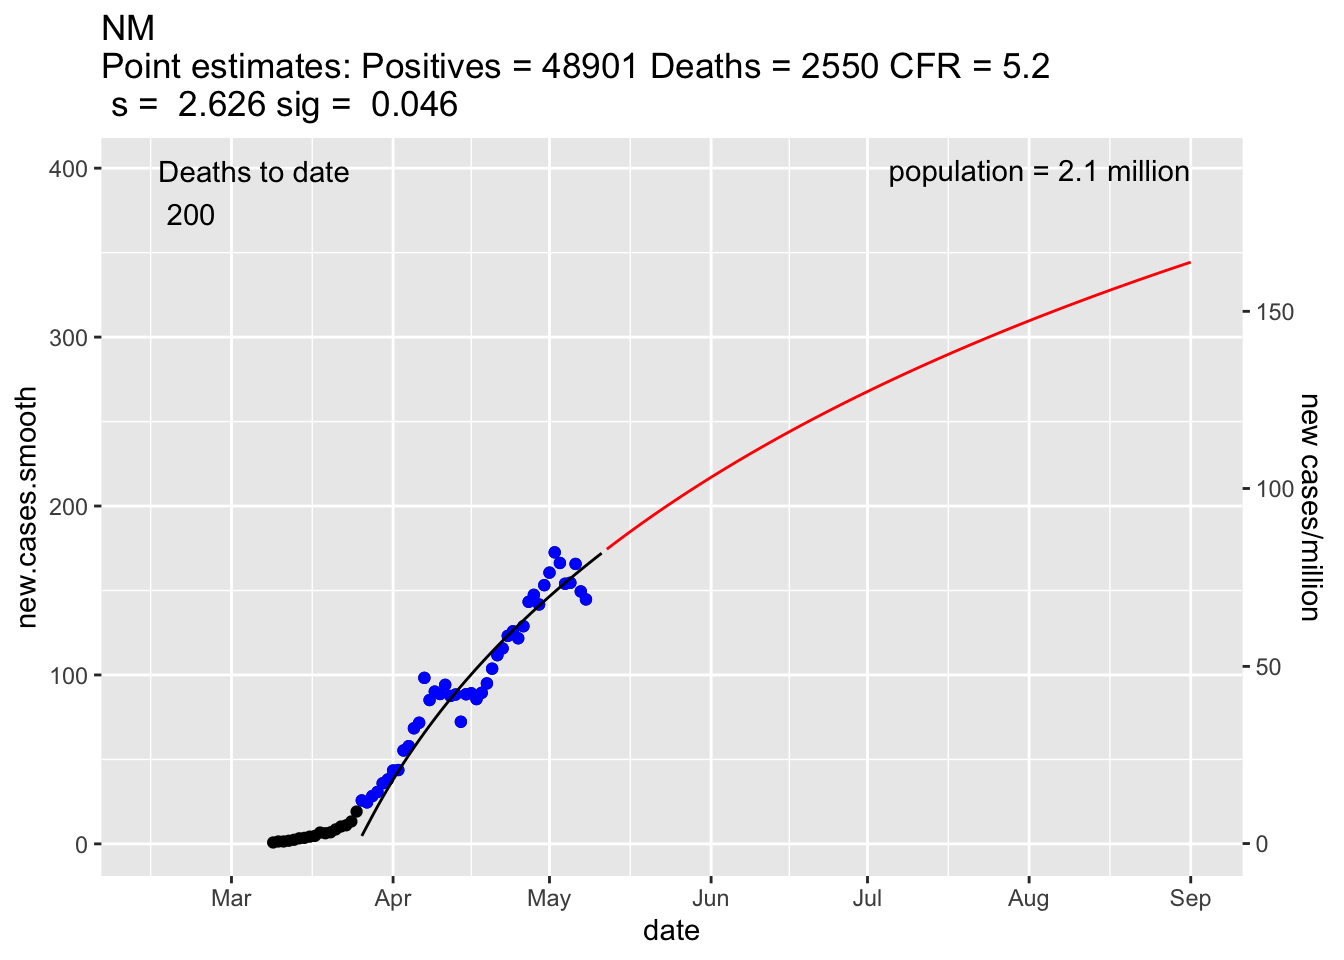 NM
Point estimates: Positives = 48901 Deaths = 2550 CFR = 5.2
s = 2.626 sig = 0.046
Deaths to date
200
population = 2.1 million
400
300
200
100
0
new.cases.smooth
150
100
50
0
new cases/million
Mar Apr May Jun Jul Aug Sep
date